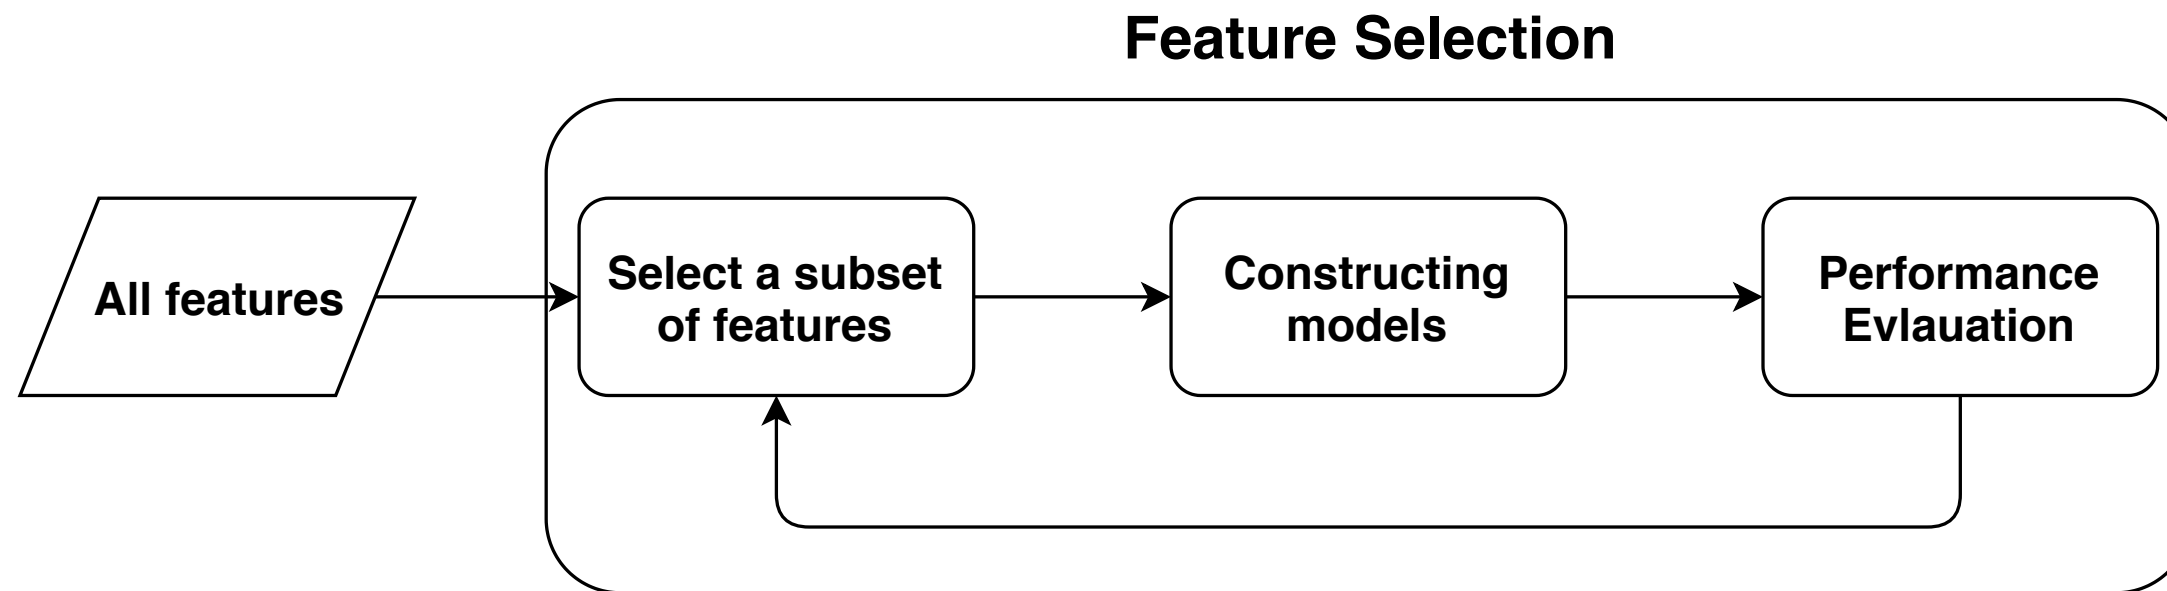 Feature Selection
All features
Select a subset
of features
Constructing
models
Performance
Evlauation